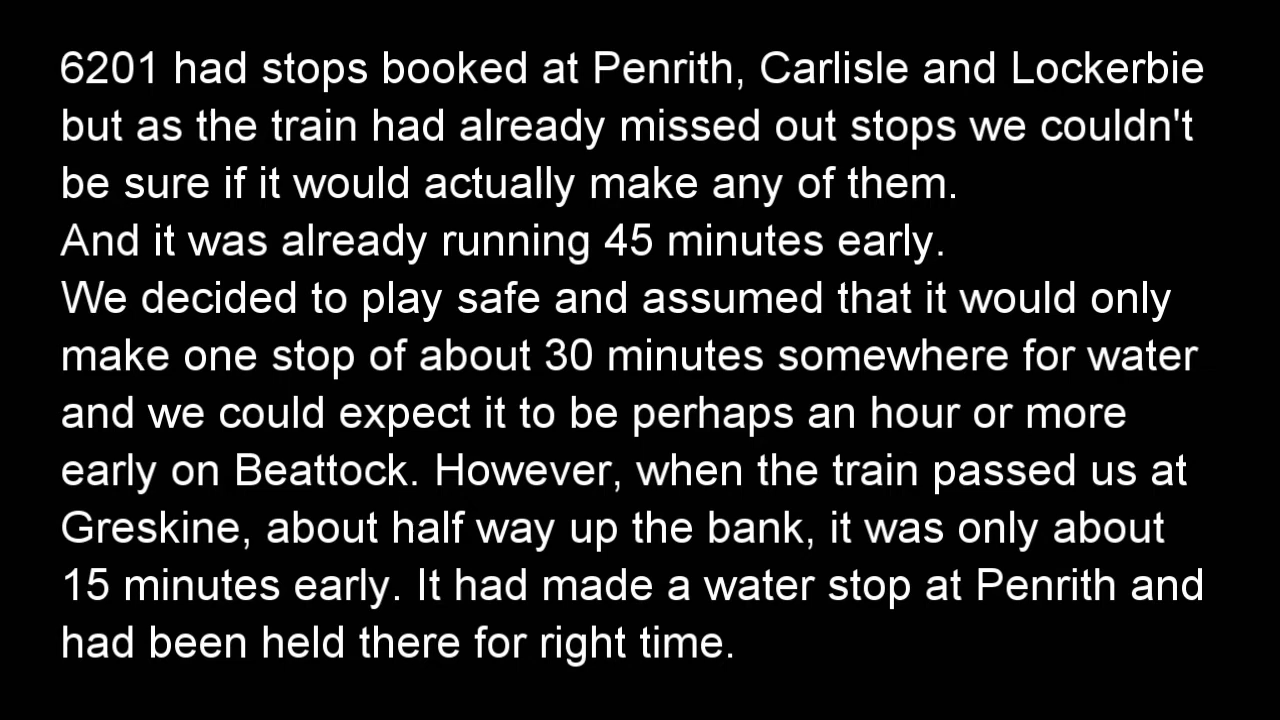 6201 had stops booked at Penrith, Carlisle and Lockerbie
but as the train had already missed out stops we couldn't
be sure if it would actually make any of them.
And it was already running 45 minutes early.
We decided to play safe and assumed that it would only
make one stop of about 30 minutes somewhere for water
and we could expect it to be perhaps an hour or more
early on Beattock. However, when the train passed us at
Greskine, about half way up the bank, it was only about
15 minutes early. It had made a water stop at Penrith and
had been held there for right time.